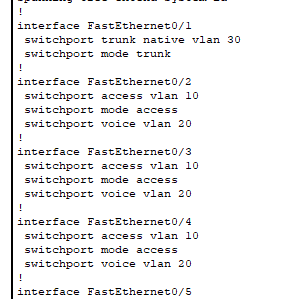 !
interface FastEthernet0/1
switchport trunk native vlan 30
switchport mode trunk
!
interface FastEthernet0/2
switchport access vlan 10
switchport mode access
switchport voice vlan 20
!
interface FastEthernet0/3
switchport access vlan 10
switchport mode access
switchport voice vlan 20
!
interface FastEthernet0/4
switchport access vlan 10
switchport mode access
switchport voice vlan 20
!
interface FastEthernet0/5